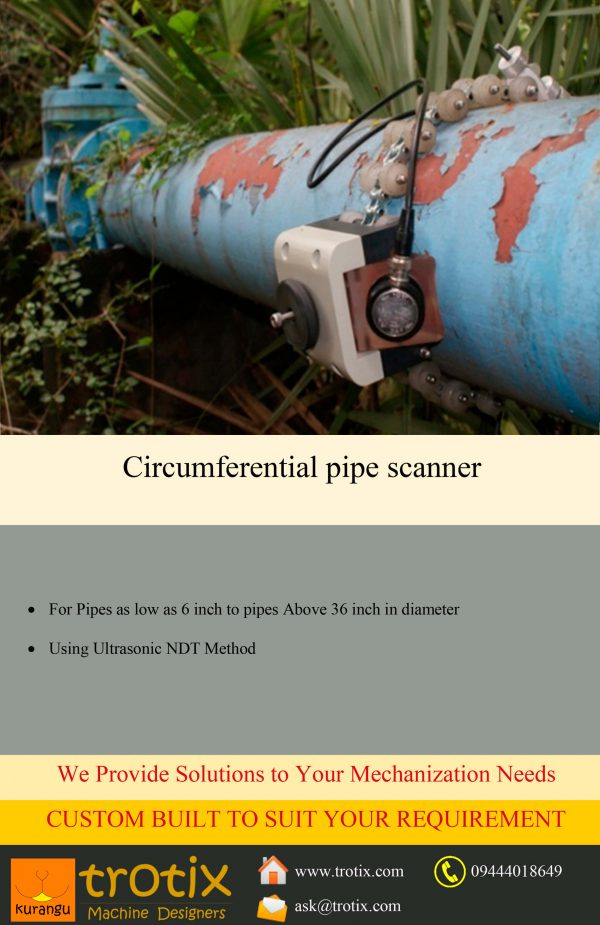 Circumferential pipe scanner
• For Pipes as low as 6 inch to pipes Above 36 inch in diameter
• Using Ultrasonic NDT Method
We Provide Solutions to Your Mechanization Needs
CUSTOM BUILT TO SUIT YOUR REQUIREMENT
kurangu
trotix
Machine Designers
www.trotix.com
09444018649
ask@trotix.com